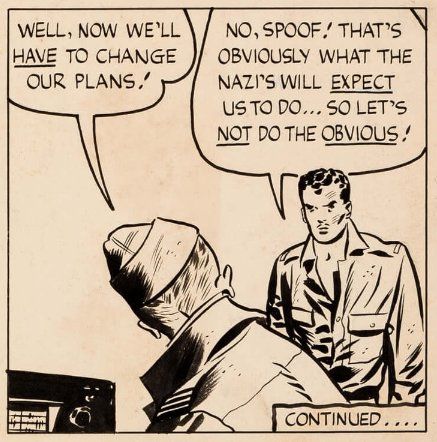 WELL, NOW WE'LL
HAVE TO CHANGE
OUR PLANS!
NO, SPOOF! THAT'S
OBVIOUSLY WHAT THE
NAZI'S WILL EXPECT
US TO DO... SO LET'S
NOT DO THE OBVIOUS!
CONTINUED....